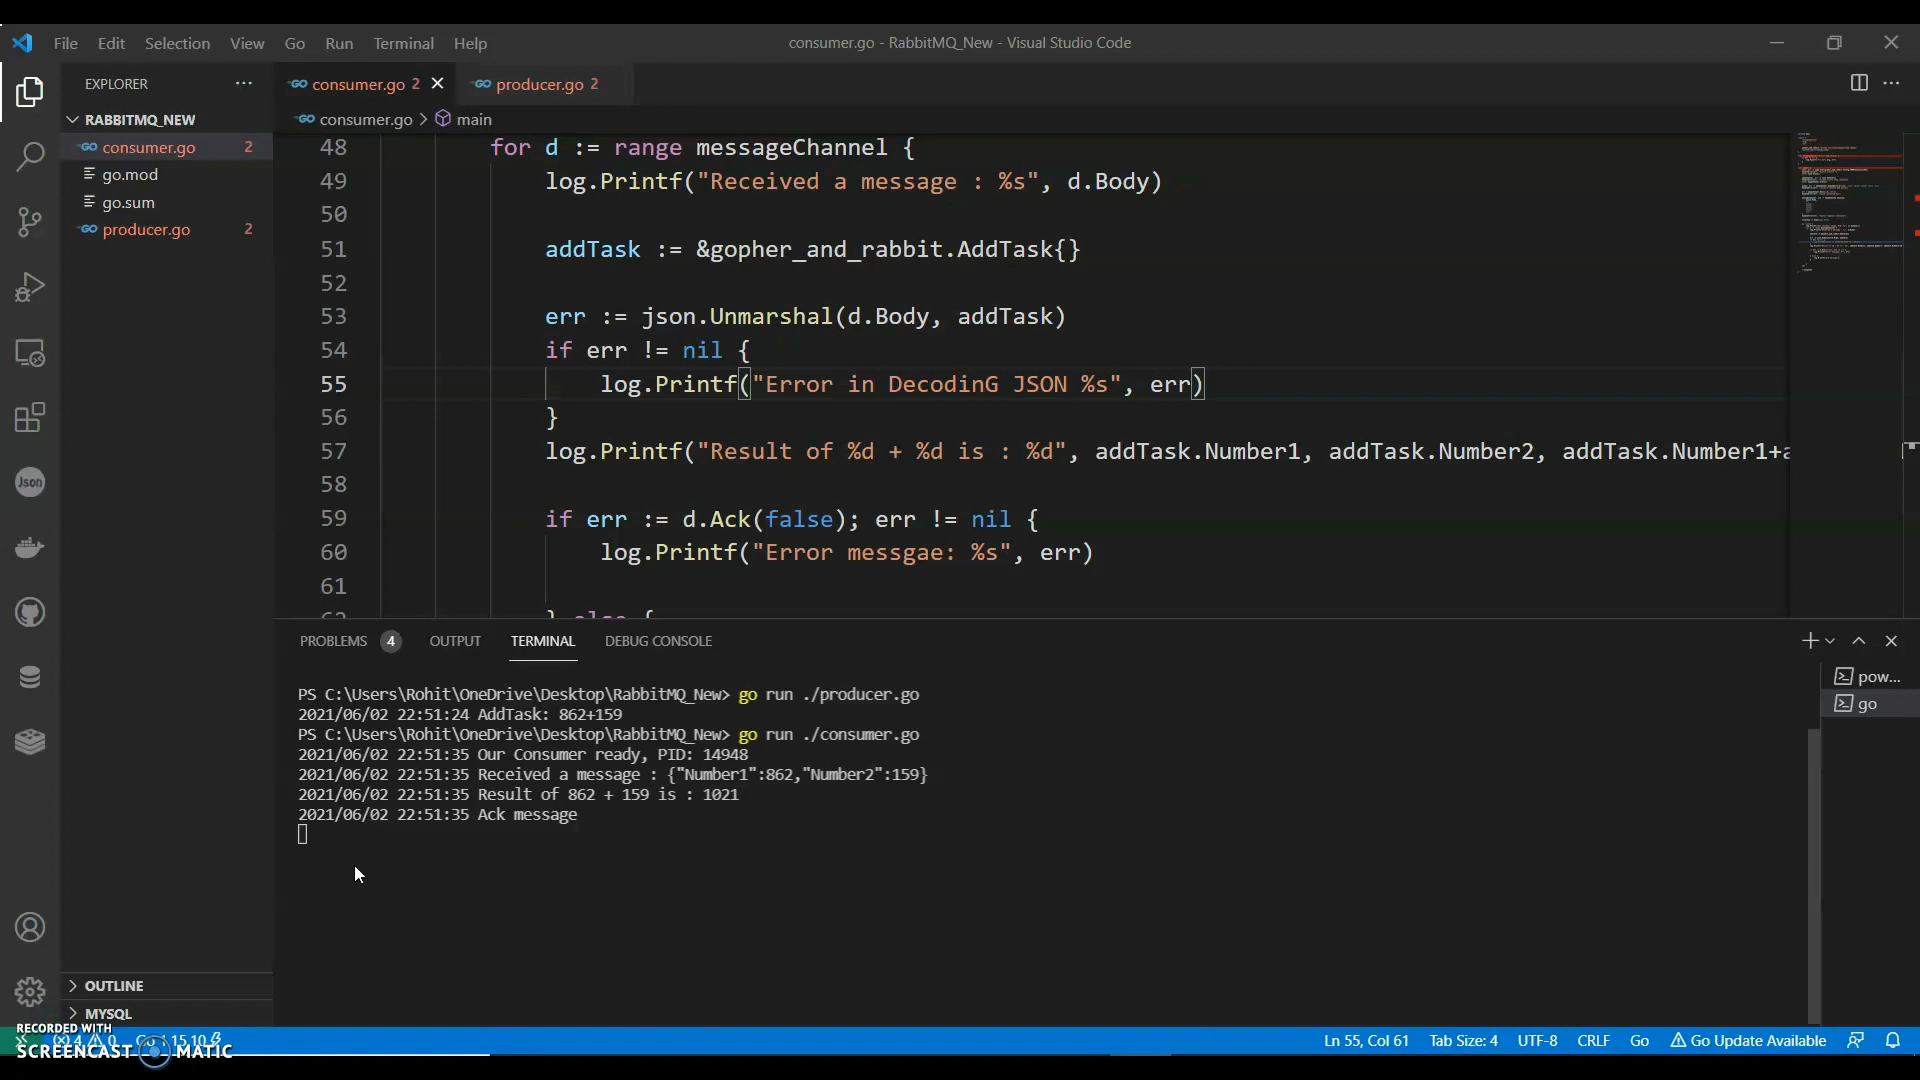 File Edit Selection View Go Run Terminal Help
consumer.go - RabbitMQ_New - Visual Studio Code
EXPLORER
RABBITMQ_NEW
consumer.go 2
go.mod
go.sum
producer.go 2
OUTLINE
MYSQL
Json
consumer.go 2 producer.go 2
consumer.go main
48 for d := range messageChannel {
49 log.Printf("Received a message : %s", d.Body)
50
51 addTask := &gopher_and_rabbit.AddTask{}
52
53 err := json.Unmarshal(d.Body, addTask)
54 if err != nil {
55 log.Printf("Error in DecodinG JSON %s", err)
56 }
57 log.Printf("Result of %d + %d is : %d", addTask.Number1, addTask.Number2, addTask.Number1+a
58
59 if err := d.Ack(false); err != nil {
60 log.Printf("Error messgae: %s", err)
61
62 } else {
PROBLEMS 4 OUTPUT TERMINAL DEBUG CONSOLE
pow...
go
PS C:\Users\Rohit\OneDrive\Desktop\RabbitMQ_New> go run ./producer.go
2021/06/02 22:51:24 AddTask: 862+159
PS C:\Users\Rohit\OneDrive\Desktop\RabbitMQ_New> go run ./consumer.go
2021/06/02 22:51:35 Our Consumer ready, PID: 14948
2021/06/02 22:51:35 Received a message : {"Number1":862,"Number2":159}
2021/06/02 22:51:35 Result of 862 + 159 is : 1021
2021/06/02 22:51:35 Ack message
RECORDED WITH
SCREENCAST MATIC
4 0 Go 1.15.10
Ln 55, Col 61 Tab Size: 4 UTF-8 CRLF Go Go Update Available